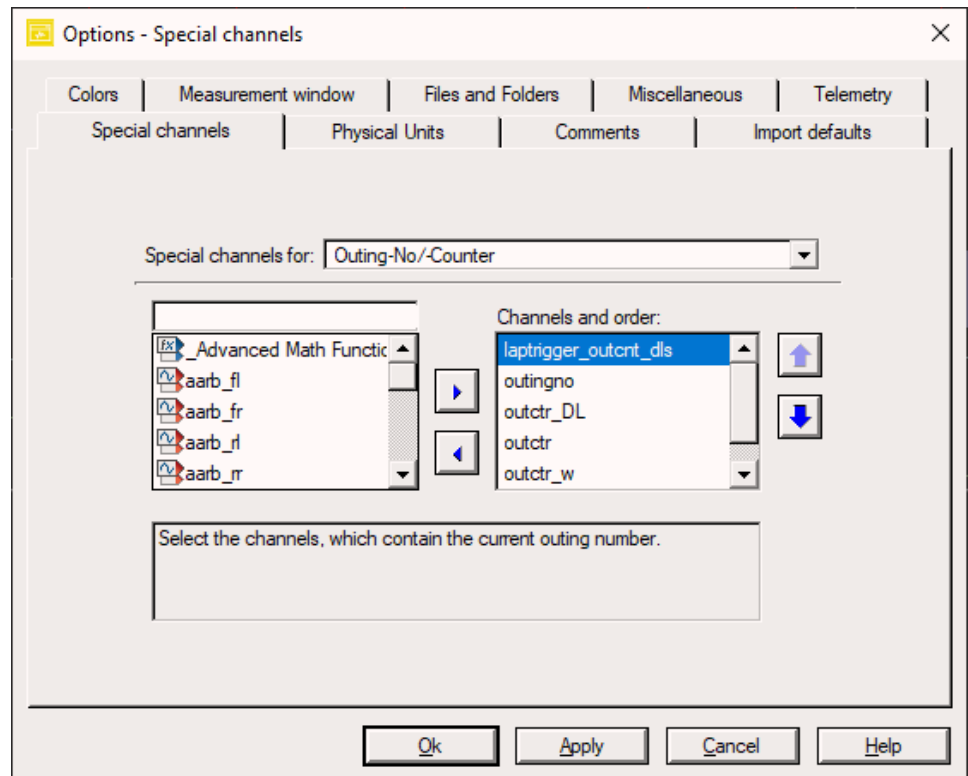 Options - Special channels
Colors
Measurement window
Files and Folders
Miscellaneous
Telemetry
Special channels
Physical Units
Comments
Import defaults
Special channels for: Outing-No/-Counter
Channels and order:
_Advanced Math Functic
aarb_fl
aarb_fr
aarb_rl
aarb_rr
laptrigger_outcnt_dls
outingno
outctr_DL
outctr
outctr_w
Select the channels, which contain the current outing number.
Ok
Apply
Cancel
Help